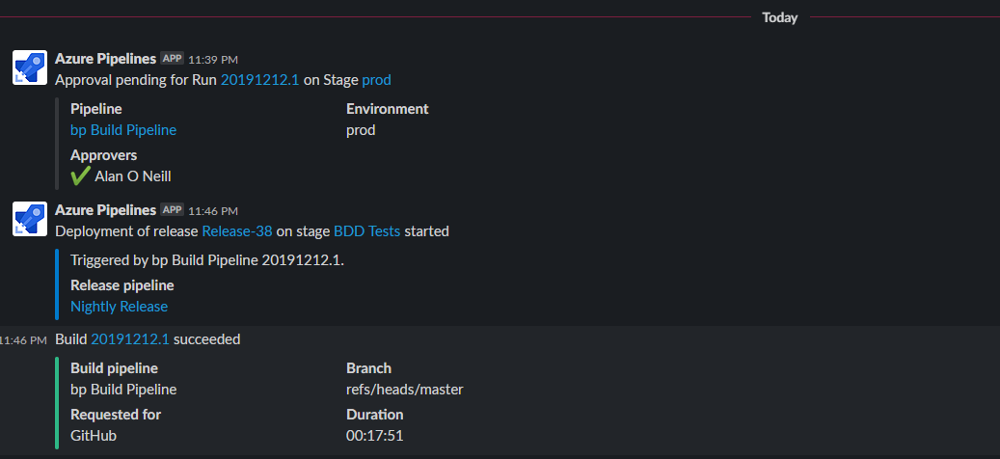 Today
Azure Pipelines APP 11:39 PM
Approval pending for Run 20191212.1 on Stage prod
Pipeline Environment
bp Build Pipeline prod
Approvers
✔ Alan O Neill
Azure Pipelines APP 11:46 PM
Deployment of release Release-38 on stage BDD Tests started
Triggered by bp Build Pipeline 20191212.1.
Release pipeline
Nightly Release
11:46 PM Build 20191212.1 succeeded
Build pipeline Branch
bp Build Pipeline refs/heads/master
Requested for Duration
GitHub 00:17:51